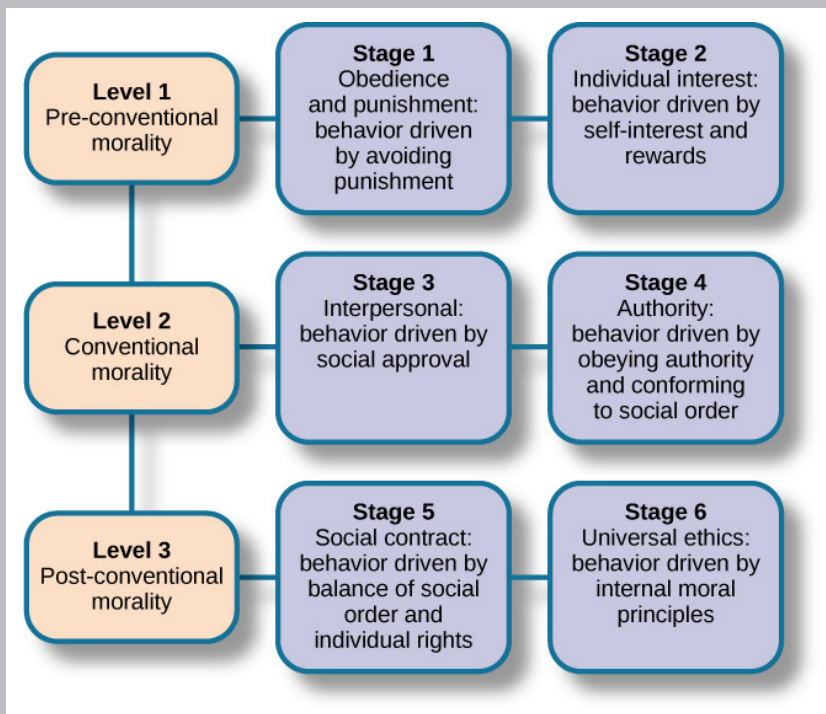 Level 1
Pre-conventional
morality
Stage 1
Obedience
and punishment:
behavior driven
by avoiding
punishment
Stage 2
Individual interest:
behavior driven by
self-interest and
rewards
Level 2
Conventional
morality
Stage 3
Interpersonal:
behavior driven by
social approval
Stage 4
Authority:
behavior driven by
obeying authority
and conforming
to social order
Level 3
Post-conventional
morality
Stage 5
Social contract:
behavior driven by
balance of social
order and
individual rights
Stage 6
Universal ethics:
behavior driven by
internal moral
principles